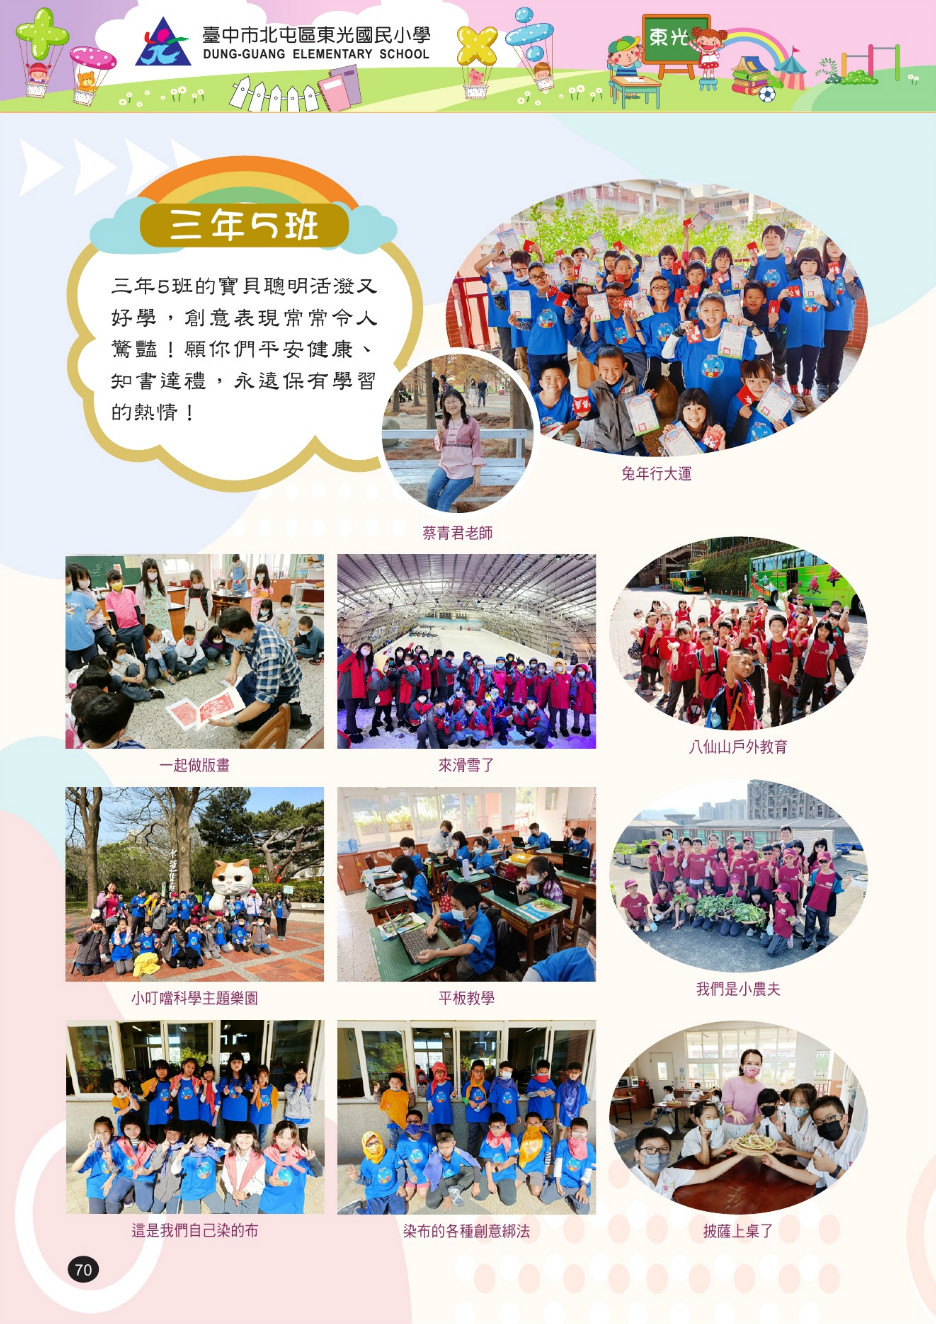 臺中市北屯區東光國民小學
DUNG-GUANG ELEMENTARY SCHOOL
東光
三年5班
三年5班的寶貝聰明活潑又
好學，創意表現常常令人
驚豔！願你們平安健康、
知書達禮，永遠保有學習
的熱情！
兔年行大運
蔡青君老師
一起做版畫
來滑雪了
八仙山戶外教育
小叮噹科學主題樂園
平板教學
我們是小農夫
這是我們自己染的布
染布的各種創意綁法
披薩上桌了
70